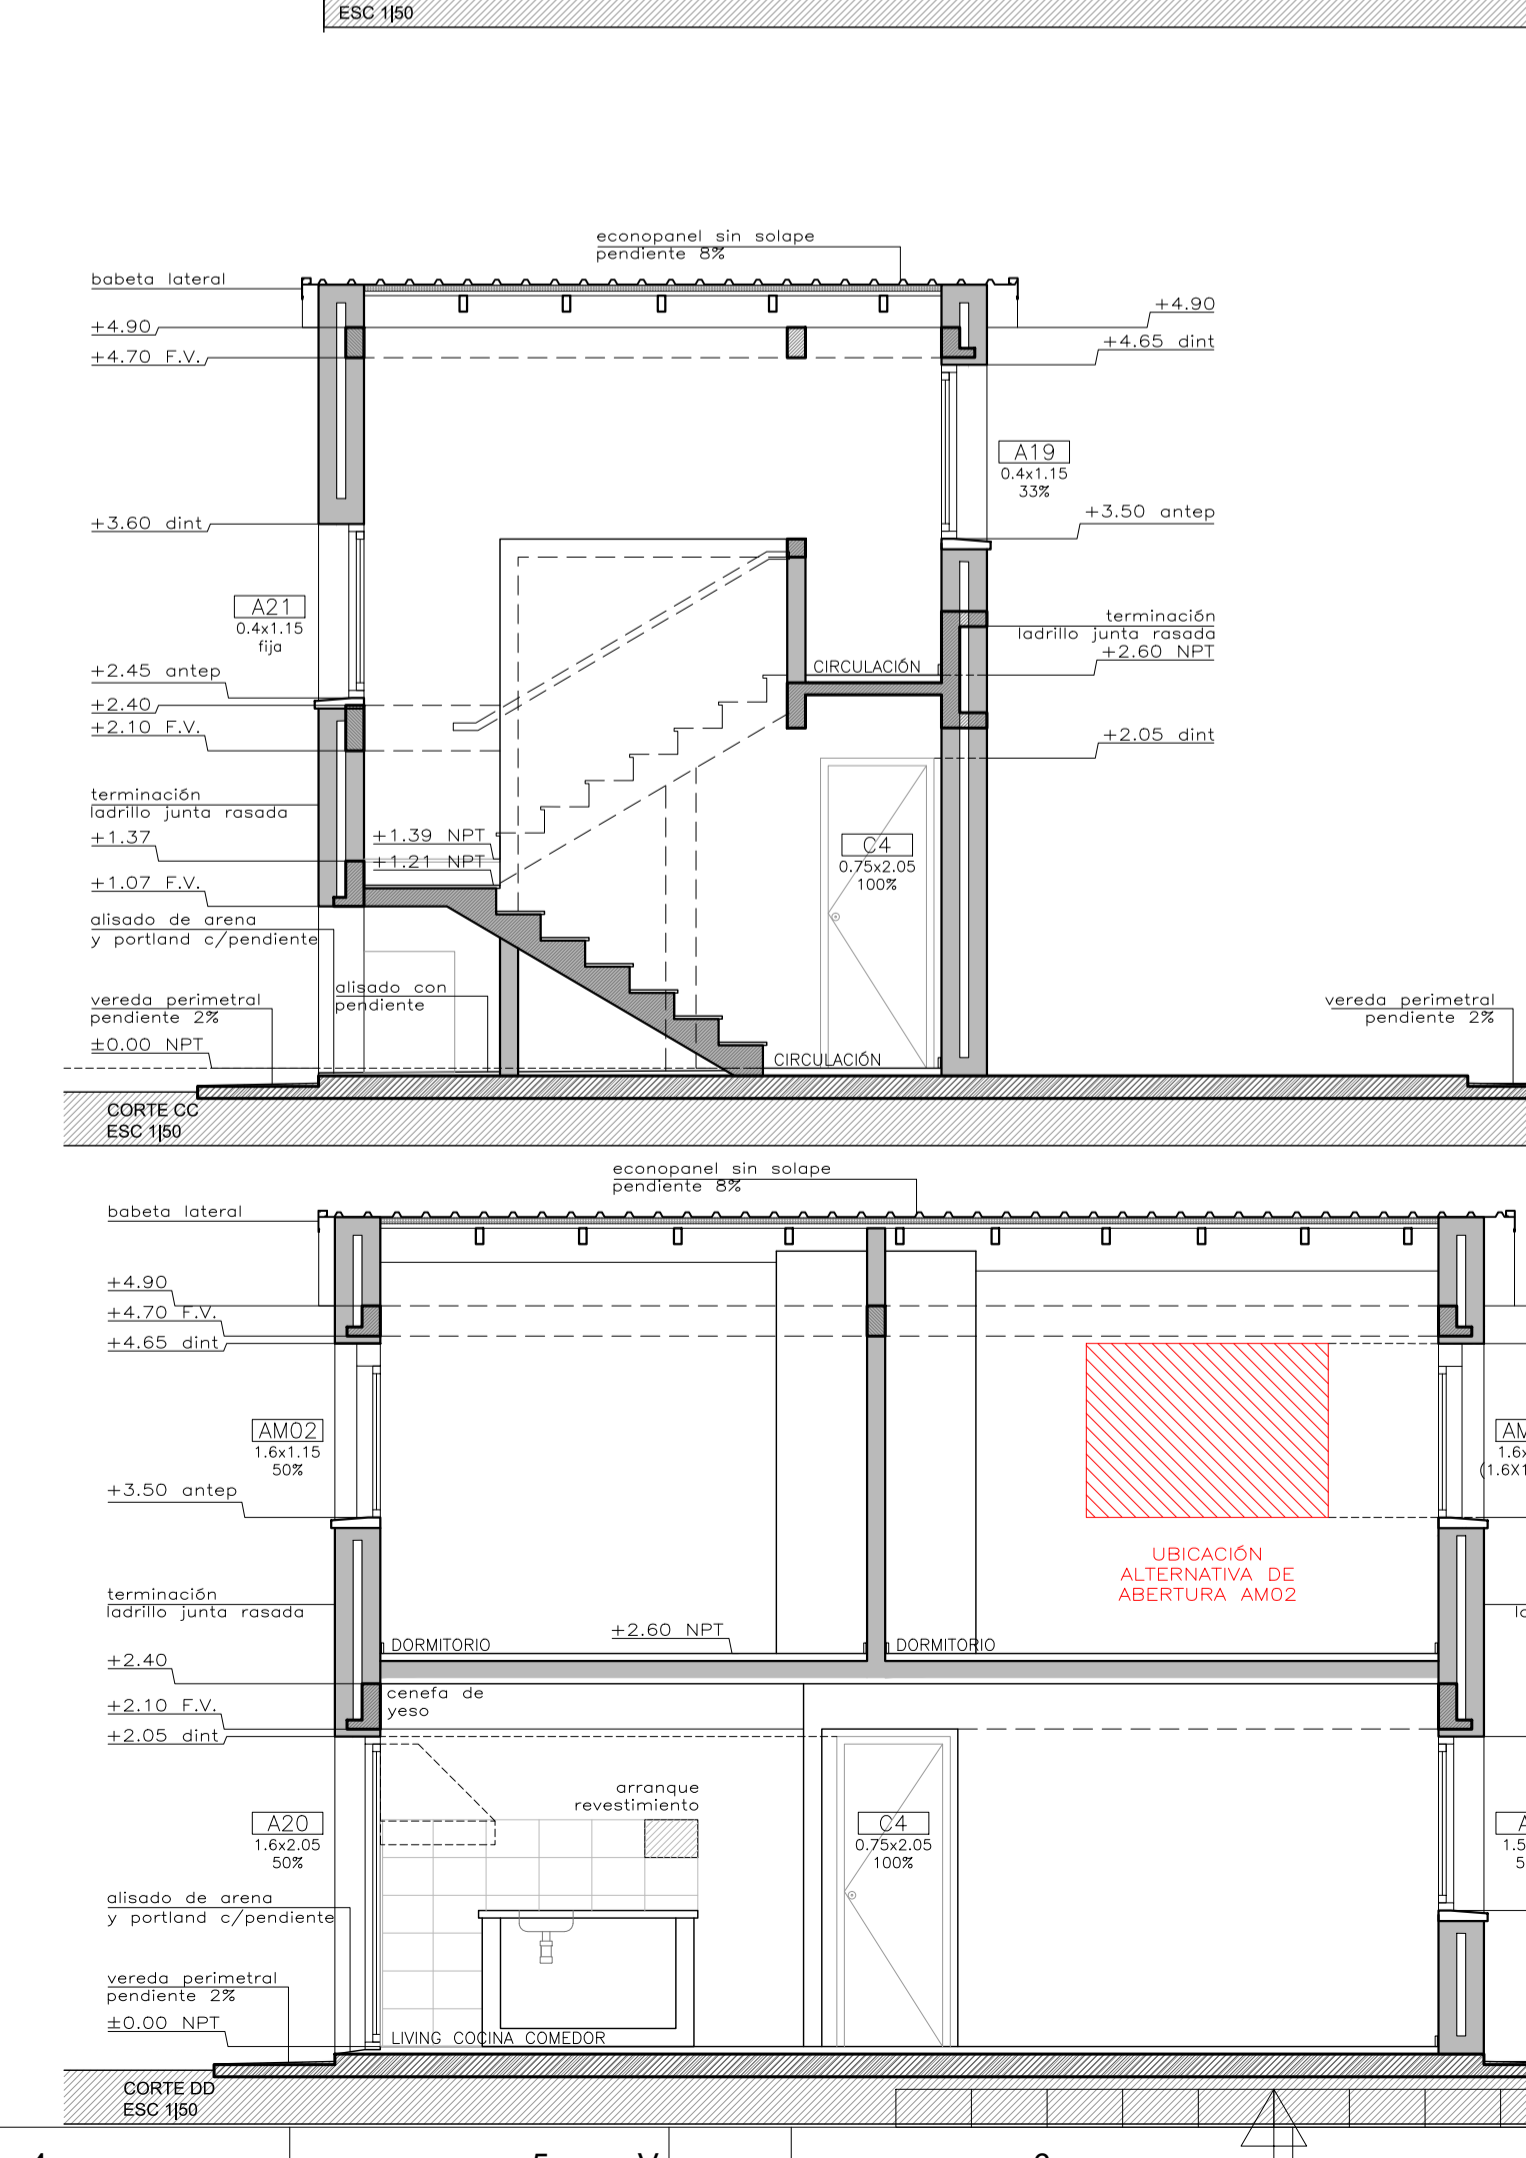 ESC 1|50
econopanel sin solape
pendiente 8%
babeta lateral
+4.90
+4.70 F.V.
+4.90
+4.65 dint
A19
0.4x1.15
33%
+3.50 antep
+3.60 dint
A21
0.4x1.15
fija
terminación
ladrillo junta rasada
+2.60 NPT
CIRCULACIÓN
+2.45 antep
+2.40
+2.10 F.V.
+2.05 dint
terminación
ladrillo junta rasada
+1.37
+1.39 NPT
+1.21 NPT
C4
0.75x2.05
100%
+1.07 F.V.
alisado de arena
y portland c/pendiente
alisado con
pendiente
vereda perimetral
pendiente 2%
vereda perimetral
pendiente 2%
±0.00 NPT
CIRCULACIÓN
CORTE CC
ESC 1|50
econopanel sin solape
pendiente 8%
babeta lateral
+4.90
+4.70 F.V.
+4.65 dint
AM02
1.6x1.15
50%
+3.50 antep
UBICACIÓN
ALTERNATIVA DE
ABERTURA AM02
terminación
ladrillo junta rasada
+2.60 NPT
DORMITORIO
DORMITORIO
+2.40
cenefa de
yeso
+2.10 F.V.
+2.05 dint
arranque
revestimiento
A20
1.6x2.05
50%
C4
0.75x2.05
100%
alisado de arena
y portland c/pendiente
vereda perimetral
pendiente 2%
±0.00 NPT
LIVING COCINA COMEDOR
CORTE DD
ESC 1|50